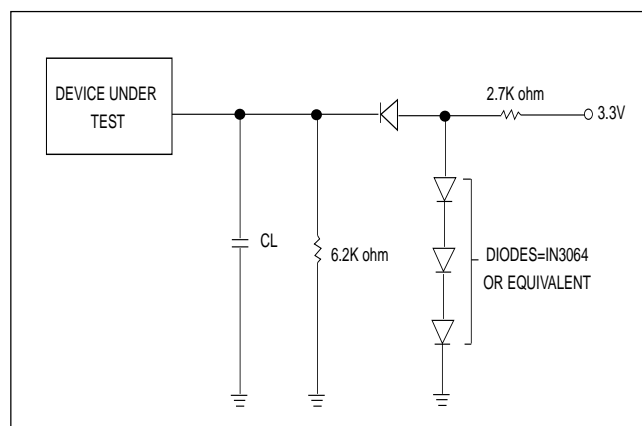 DEVICE UNDER
TEST
2.7K ohm
3.3V
CL
6.2K ohm
DIODES=IN3064
OR EQUIVALENT